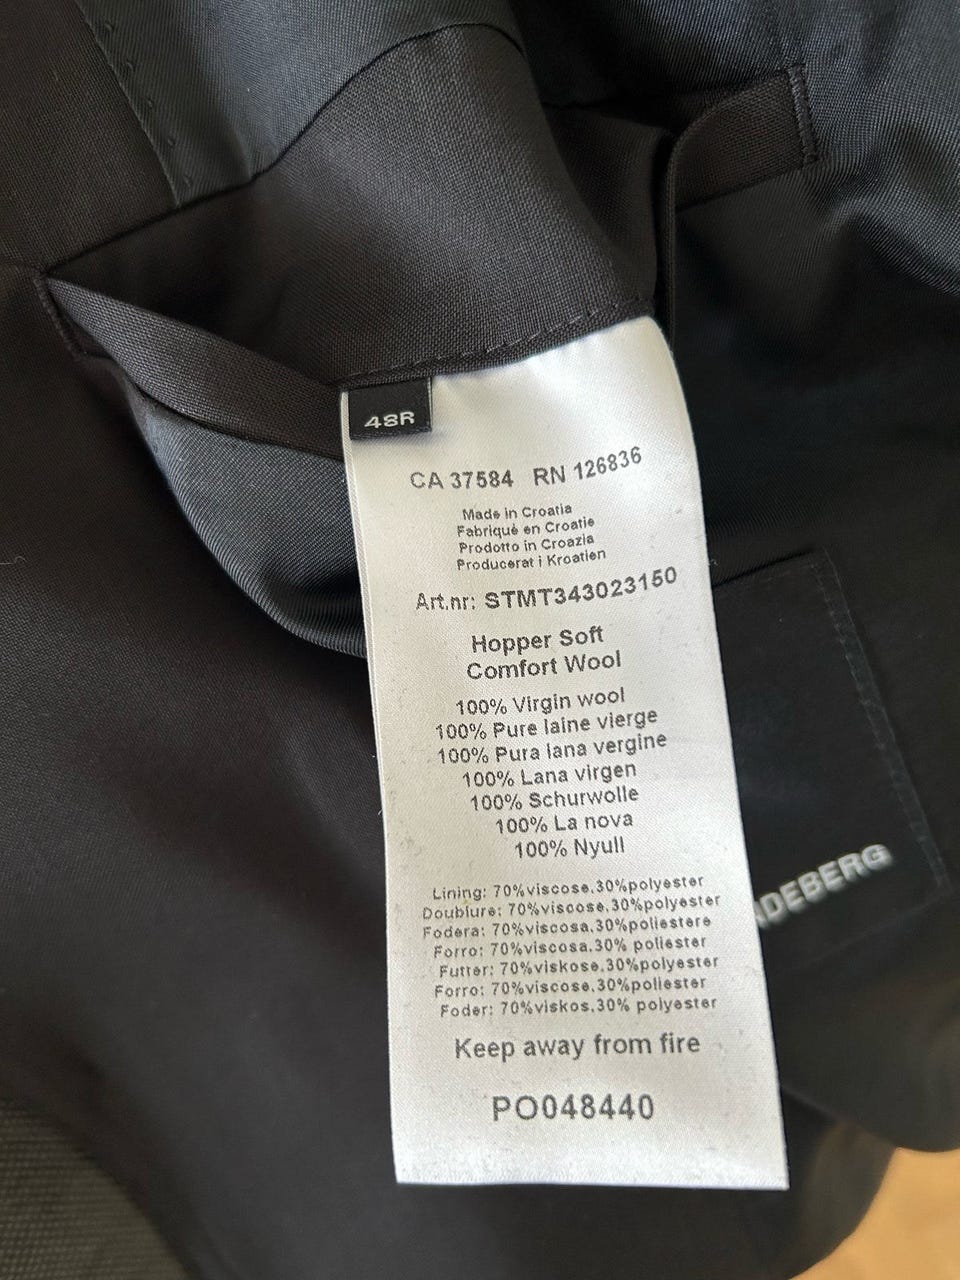 48R
CA 37584 RN 126836
Made in Croatia
Fabriqué en Croatie
Prodotto in Croazia
Producerat i Kroatien
Art.nr: STMT343023150
Hopper Soft
Comfort Wool
100% Virgin wool
100% Pure laine vierge
100% Pura lana vergine
100% Lana virgen
100% Schurwolle
100% La nova
100% Nyull
Lining: 70%viscose,30%polyester
Doublure: 70%viscose,30%polyester
Fodera: 70%viscosa,30%poliestere
Forro: 70%viscosa,30% poliester
Futter: 70%viskose,30%polyester
Forro: 70%viscose,30%poliester
Foder: 70%viskos,30% polyester
Keep away from fire
PO048440
NDEBERG